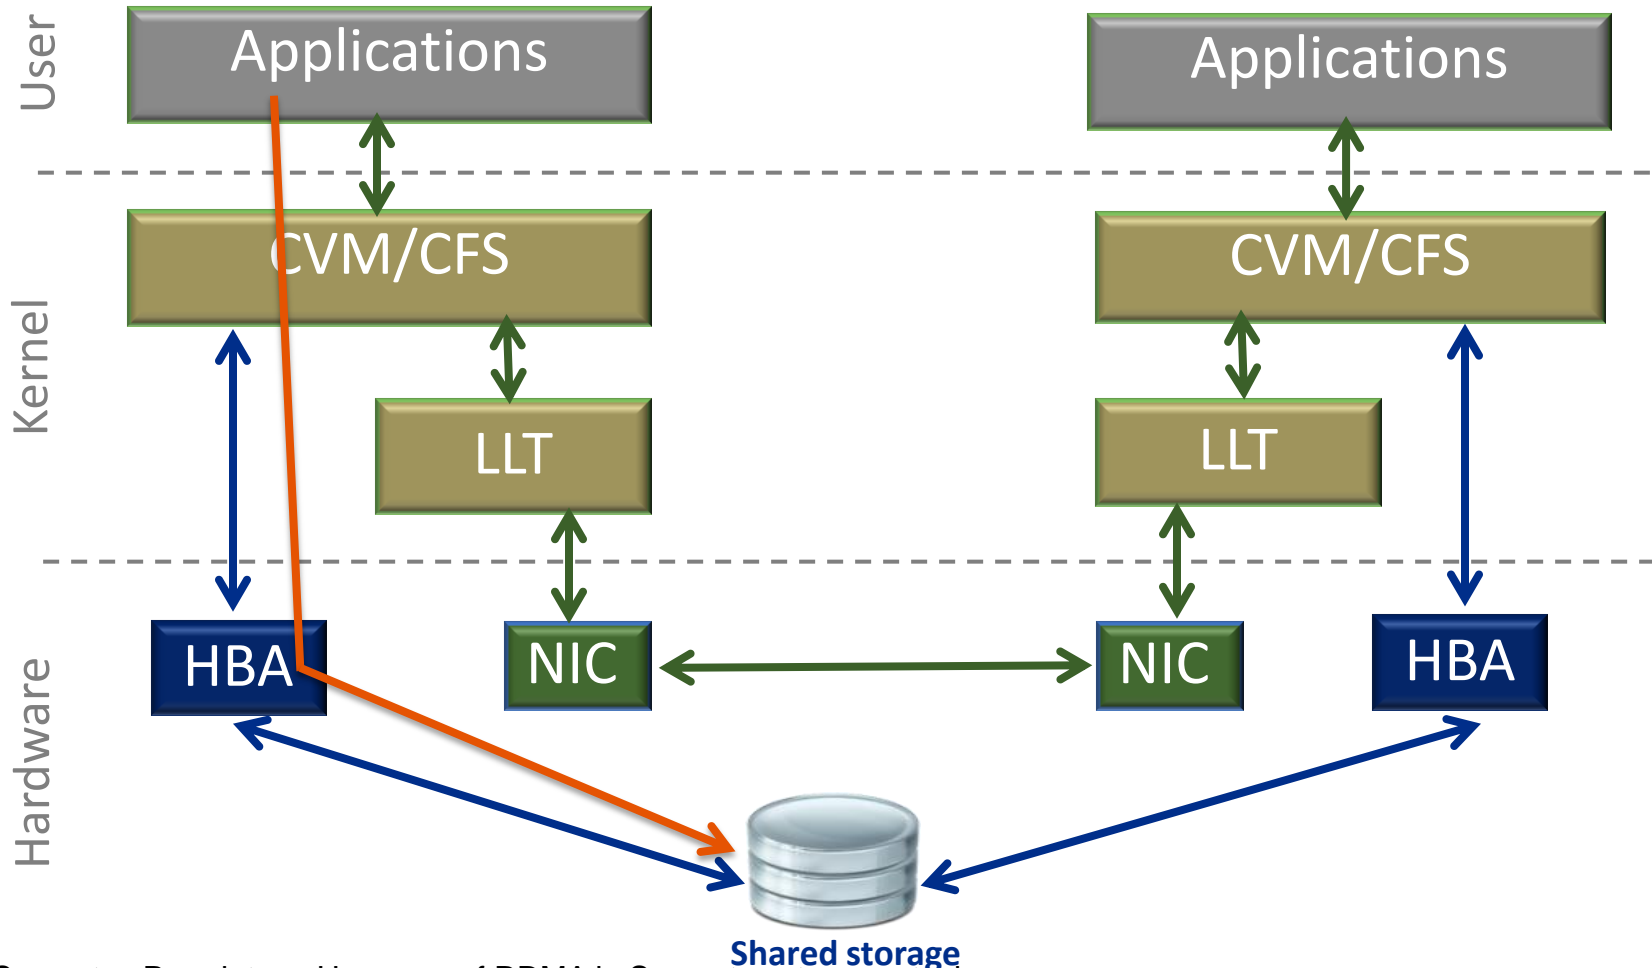 User
Applications
Applications
Kernel
CVM/CFS
CVM/CFS
LLT
LLT
Hardware
HBA
NIC
NIC
HBA
Shared storage